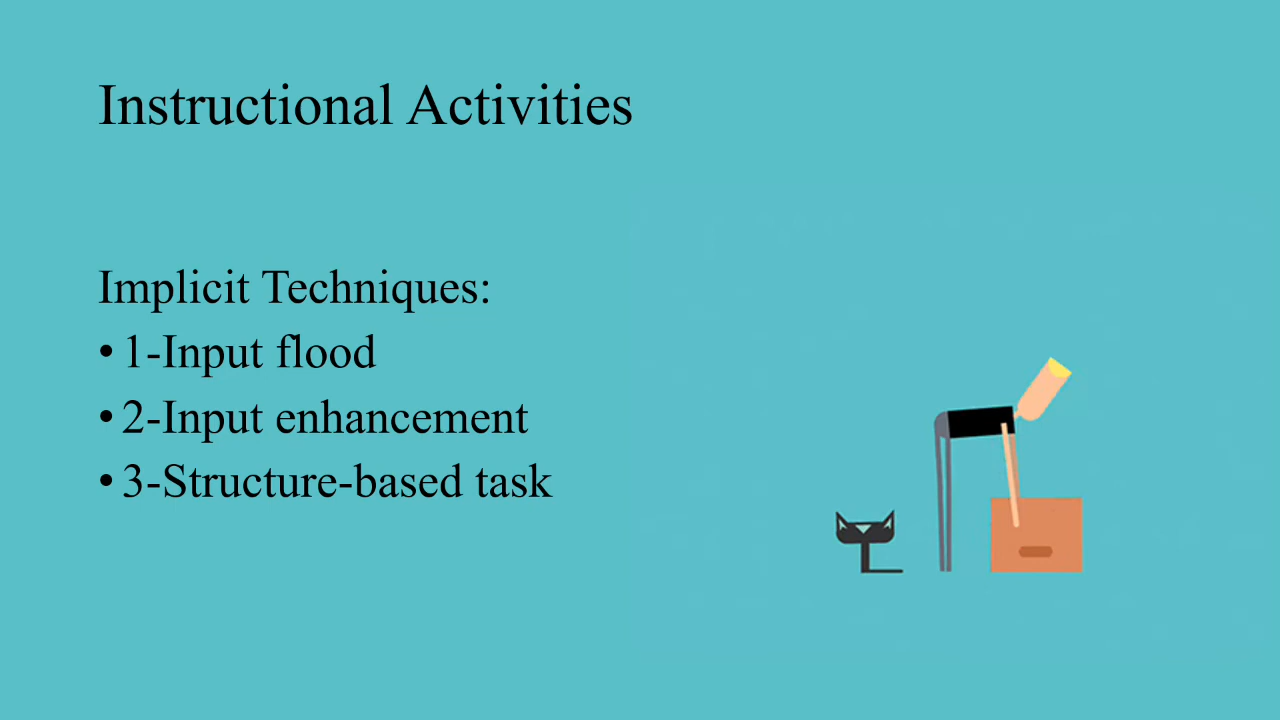 Instructional Activities
Implicit Techniques:
• 1-Input flood
• 2-Input enhancement
• 3-Structure-based task